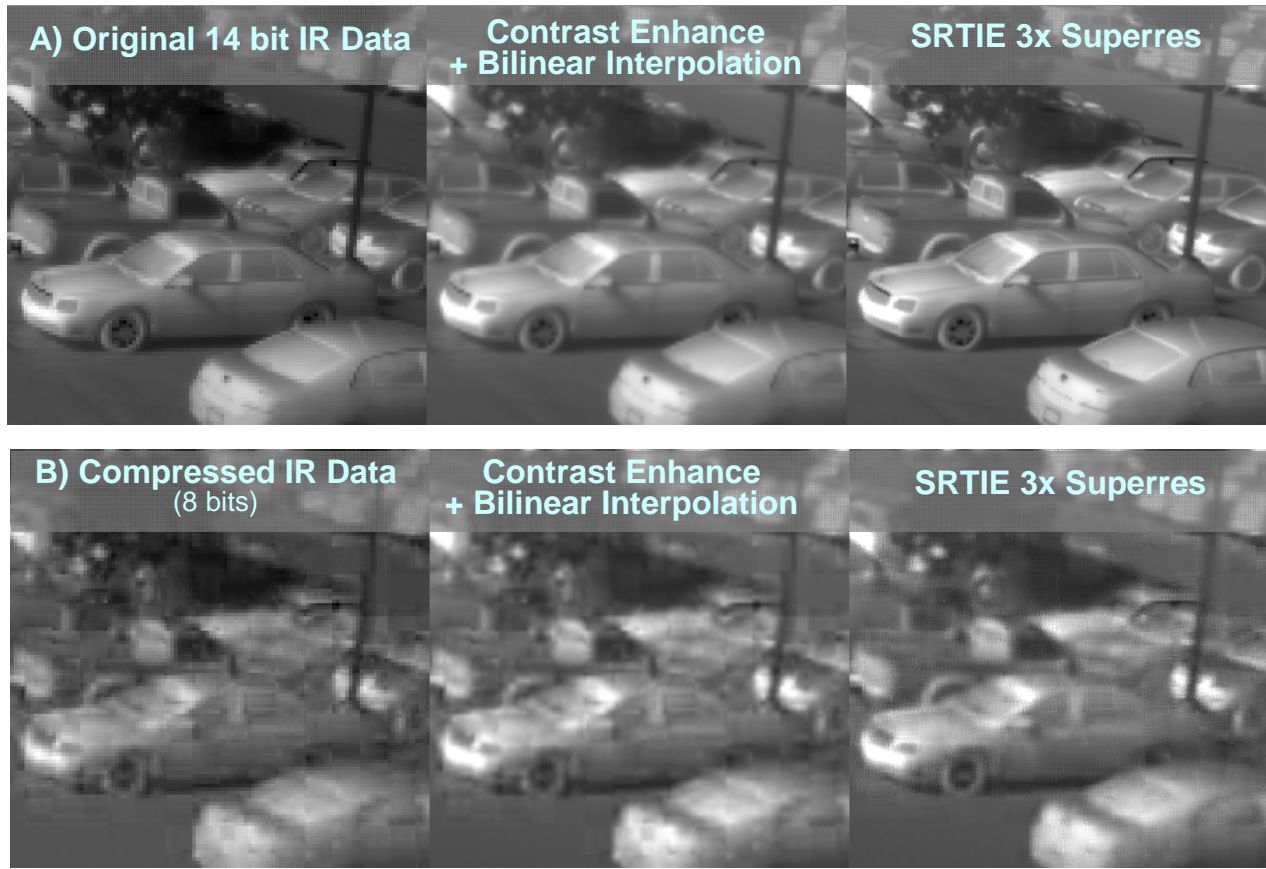 A) Original 14 bit IR Data
Contrast Enhance
+ Bilinear Interpolation
SRTIE 3x Superres
B) Compressed IR Data
(8 bits)
Contrast Enhance
+ Bilinear Interpolation
SRTIE 3x Superres